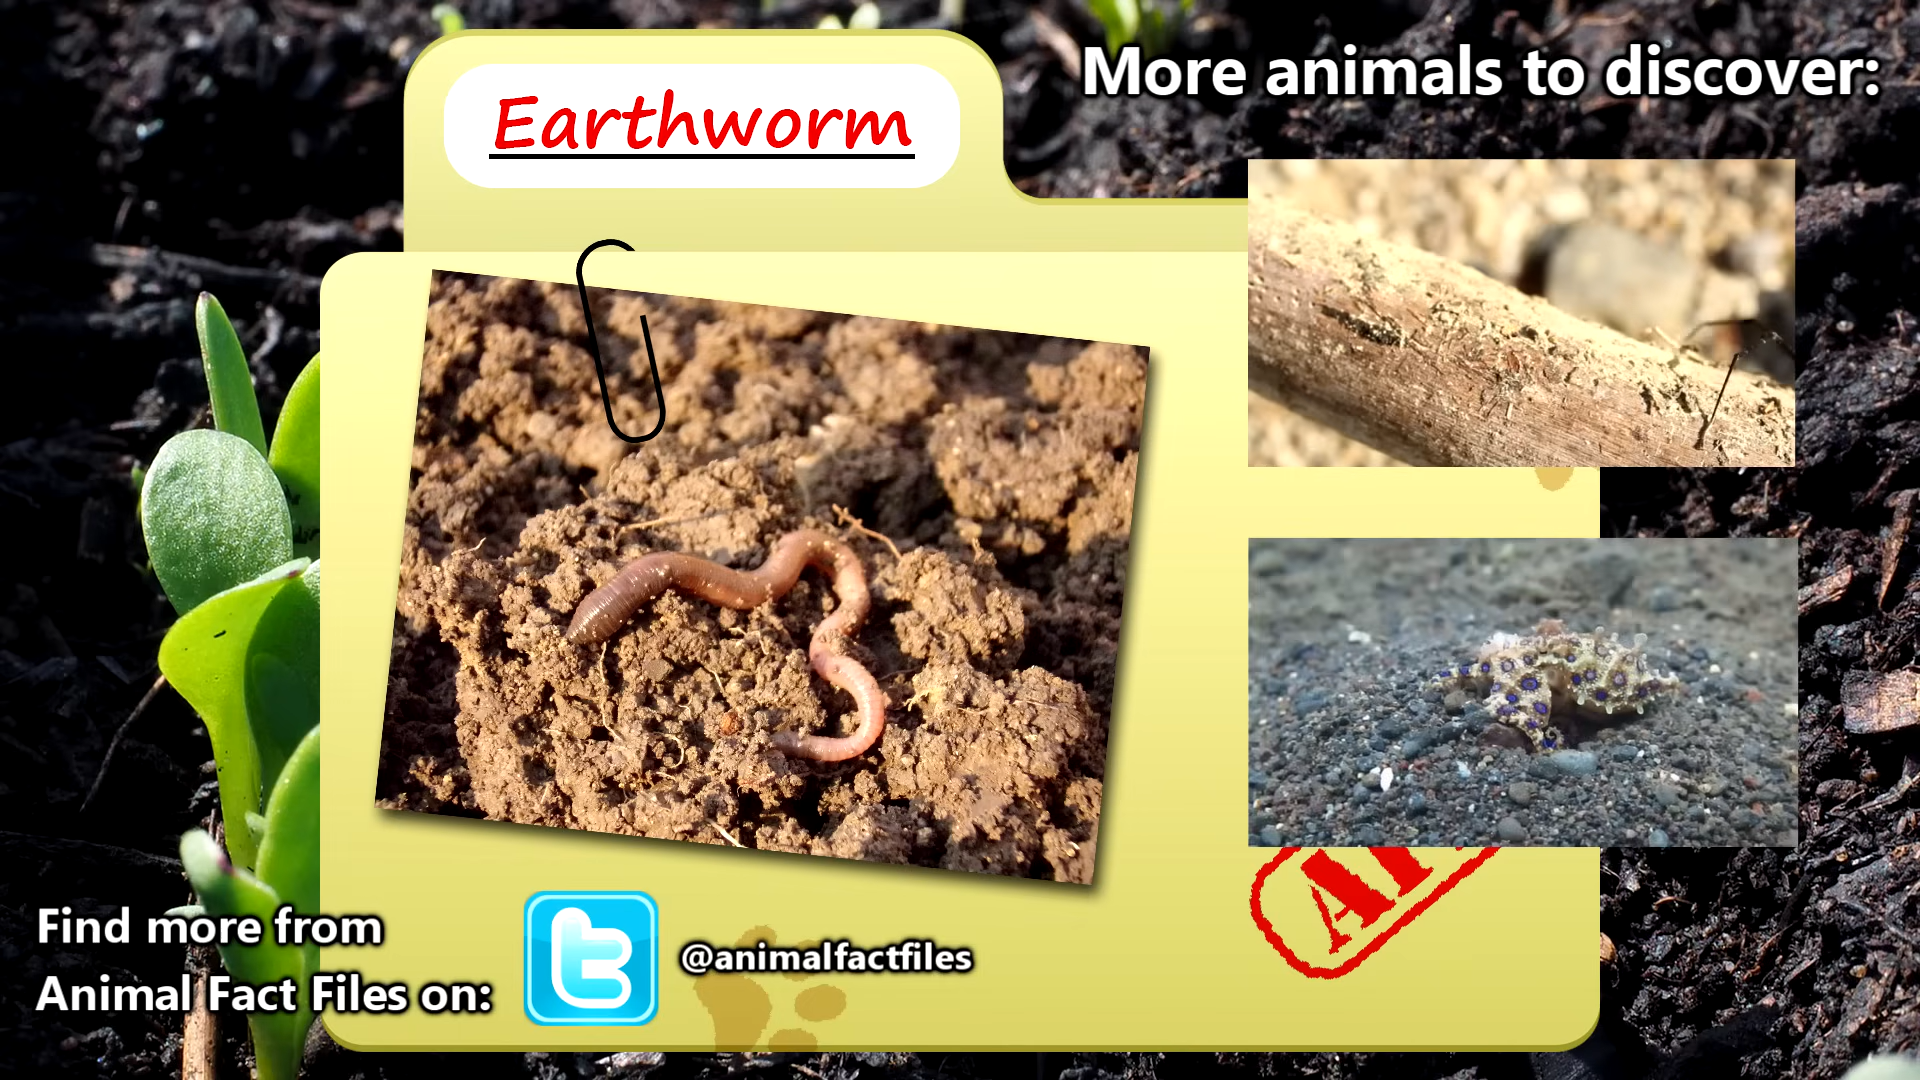 Earthworm
More animals to discover:
Find more from
Animal Fact Files on:
@animalfactfiles